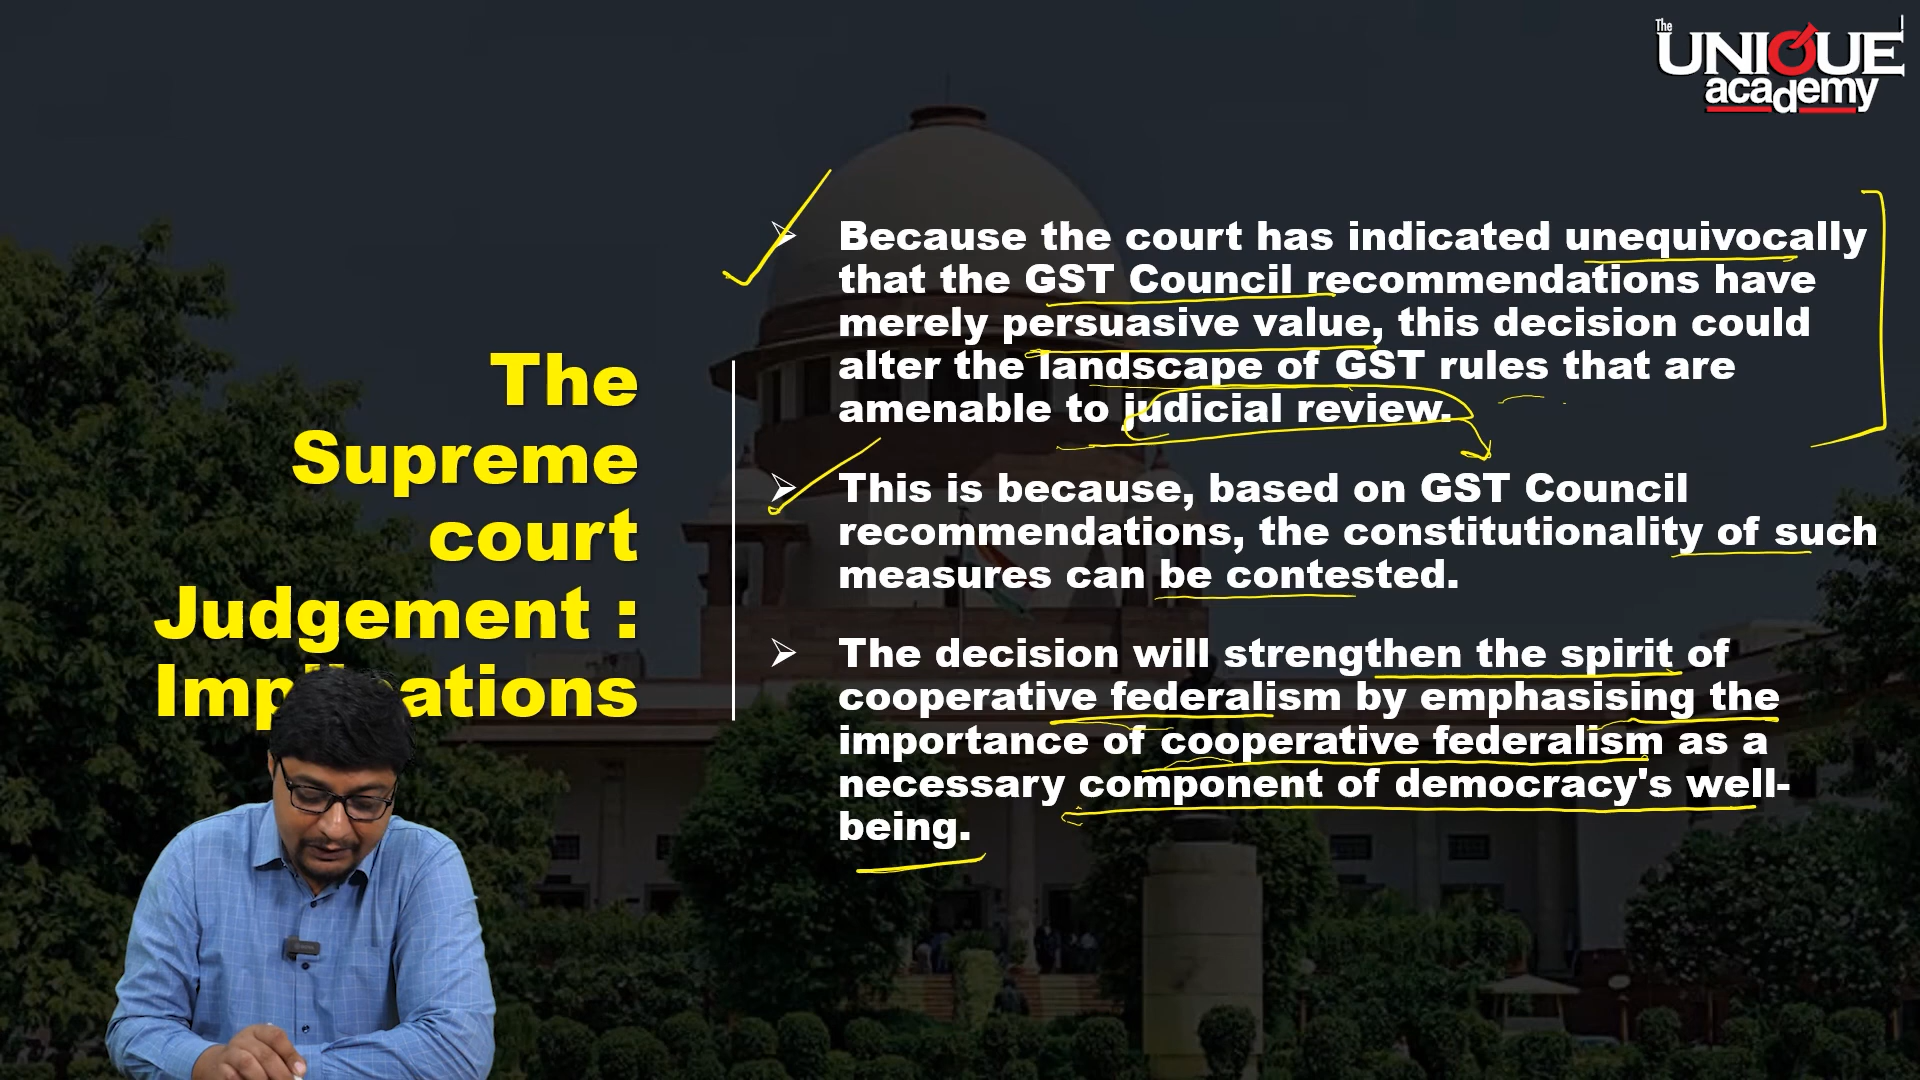 The
UNIQUE
academy
Because the court has indicated unequivocally
that the GST Council recommendations have
merely persuasive value, this decision could
alter the landscape of GST rules that are
amenable to judicial review.
This is because, based on GST Council
recommendations, the constitutionality of such
measures can be contested.
The decision will strengthen the spirit of
cooperative federalism by emphasising the
importance of cooperative federalism as a
necessary component of democracy's well-
being.
The
Supreme
court
Judgement :